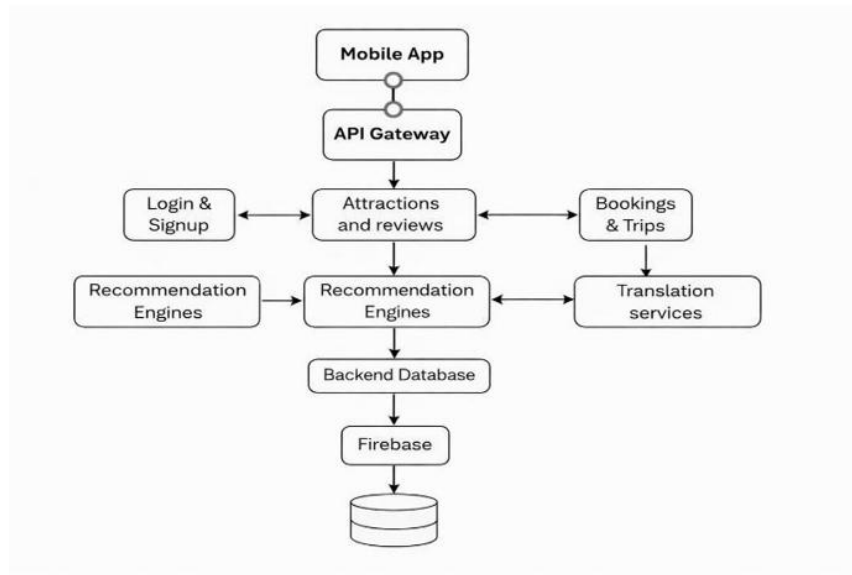 Mobile App
API Gateway
Login &
Signup
Attractions
and reviews
Bookings
& Trips
Recommendation
Engines
Recommendation
Engines
Translation
services
Backend Database
Firebase